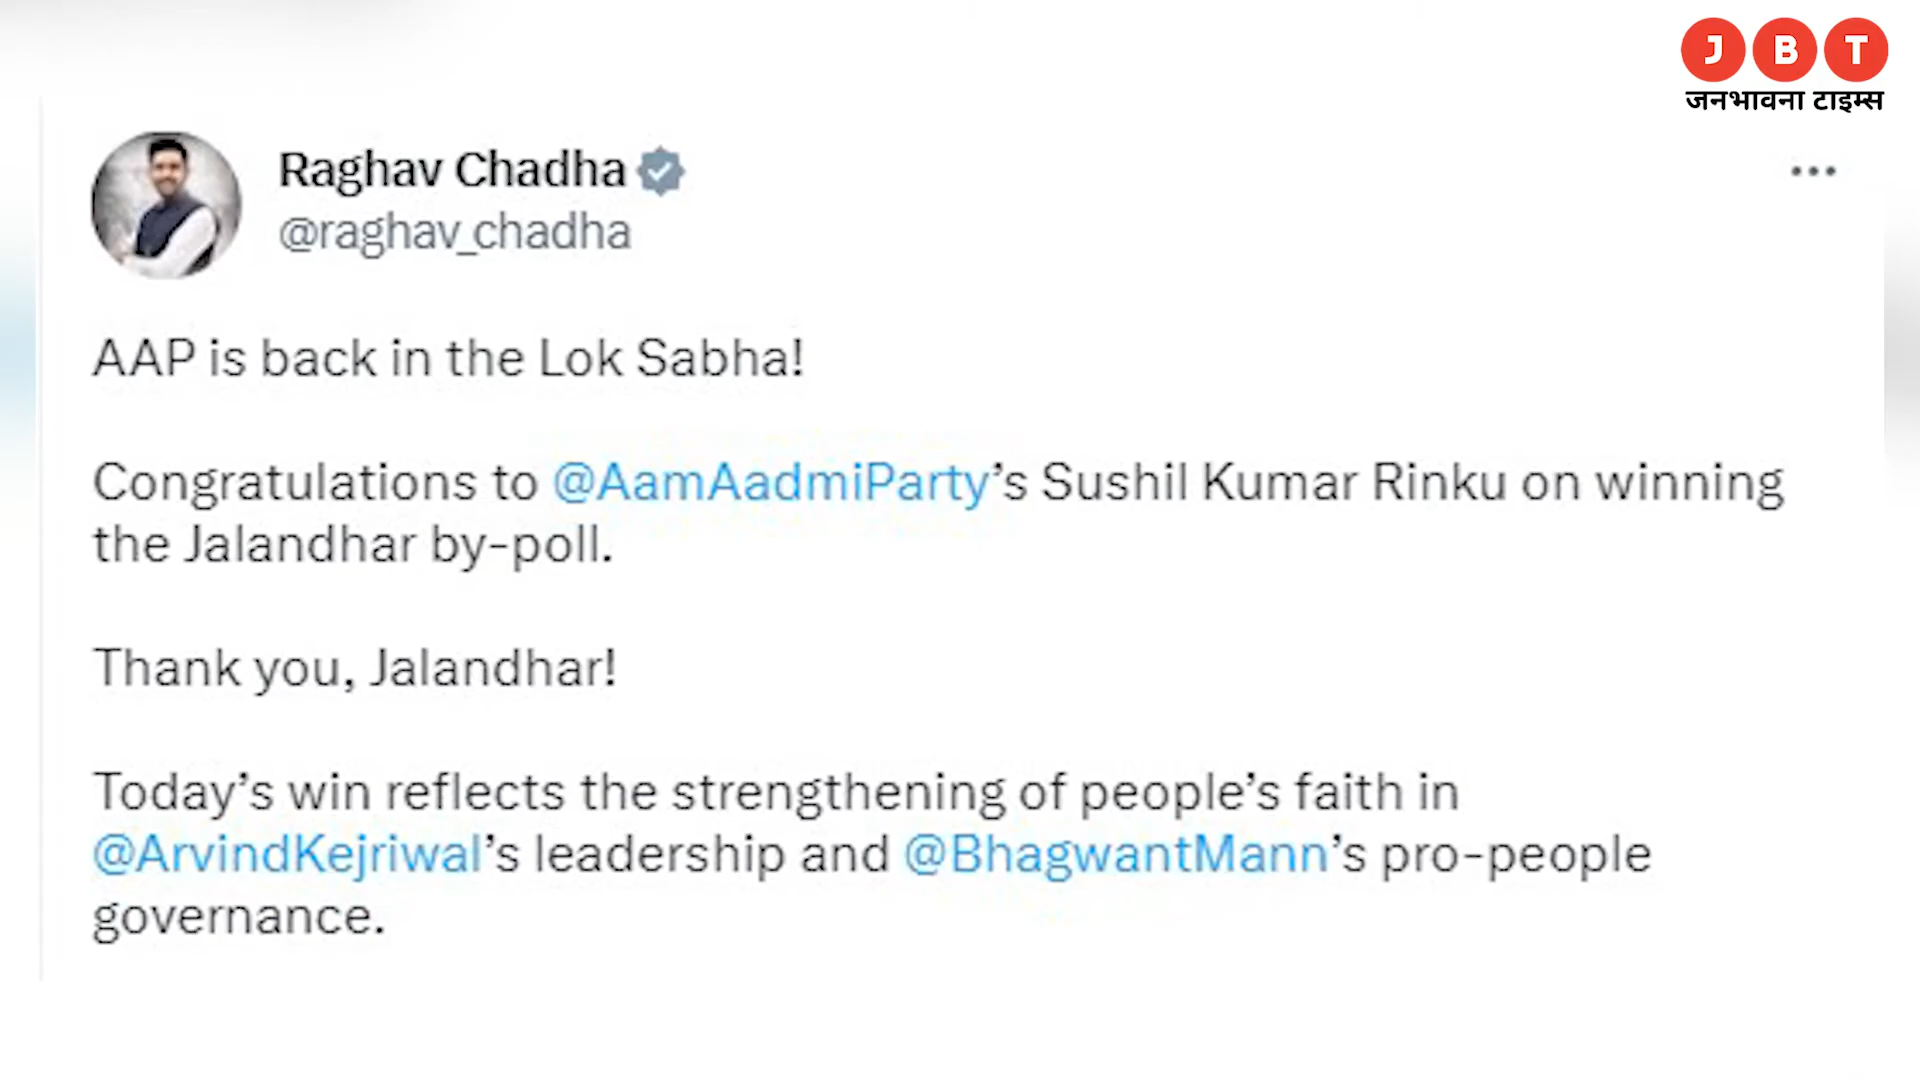 J B T
जनभावना टाइम्स
Raghav Chadha
@raghav_chadha
AAP is back in the Lok Sabha!
Congratulations to @AamAadmiParty’s Sushil Kumar Rinku on winning
the Jalandhar by-poll.
Thank you, Jalandhar!
Today’s win reflects the strengthening of people’s faith in
@ArvindKejriwal’s leadership and @BhagwantMann’s pro-people
governance.